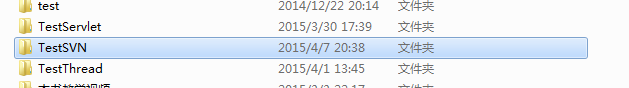 test 2014/12/22 20:14 文件夹
TestServlet 2015/3/30 17:39 文件夹
TestSVN 2015/4/7 20:38 文件夹
TestThread 2015/4/1 13:45 文件夹